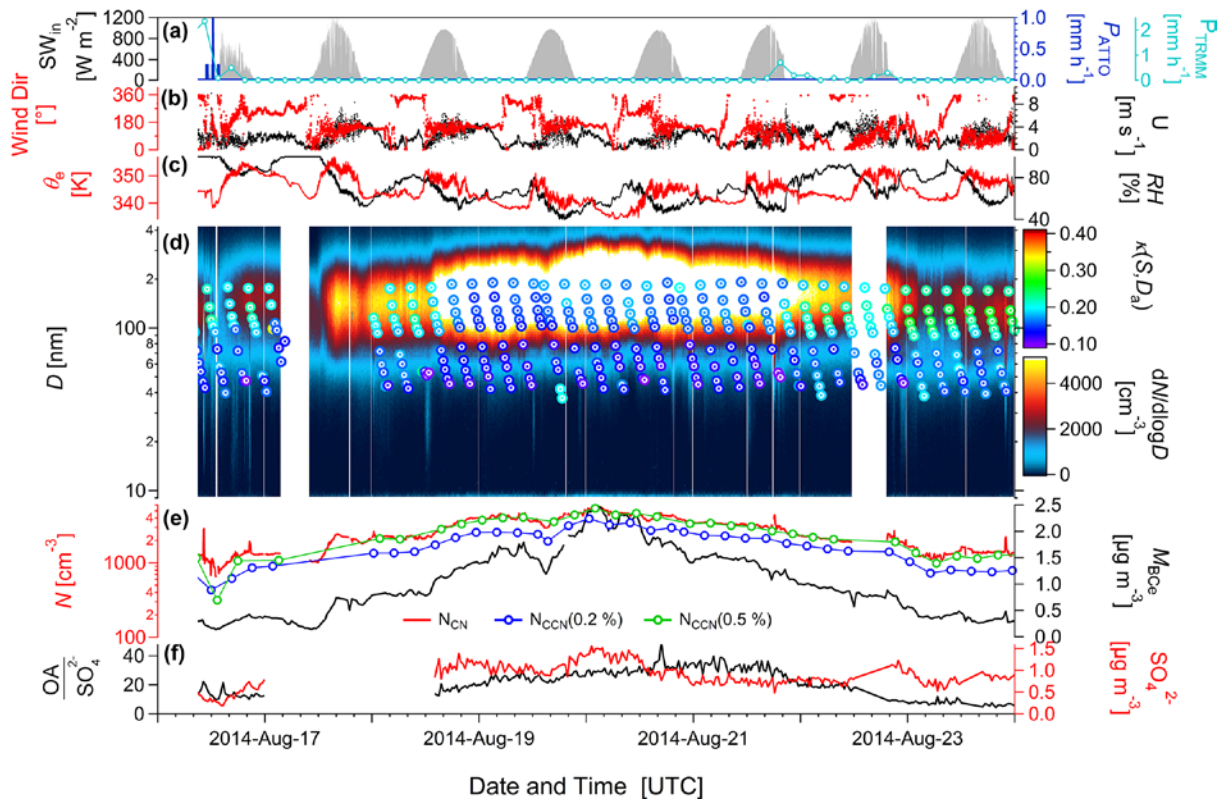 (a)
SW_in
[W m^-2]
1200
800
400
0
1.0
0.5
0.0
P_ATTO
[mm h^-1]
2
1
0
P_TRMM
[mm h^-1]
(b)
Wind Dir
[°]
360
180
0
8
4
0
U
[m s^-1]
(c)
θ_e
[K]
350
340
80
40
RH
[%]
(d)
D [nm]
4
2
100
8
6
4
2
10
0.40
0.30
0.20
0.10
κ(S,D_a)
4000
2000
0
dN/dlogD
[cm^-3]
(e)
N [cm^-3]
4
2
1000
4
2
100
2.5
2.0
1.5
1.0
0.5
0.0
M_BCe
[µg m^-3]
N_CN
N_CCN(0.2 %)
N_CCN(0.5 %)
(f)
OA
SO_4^2-
40
20
0
1.5
1.0
0.5
0.0
SO_4^2-
[µg m^-3]
2014-Aug-17
2014-Aug-19
2014-Aug-21
2014-Aug-23
Date and Time [UTC]